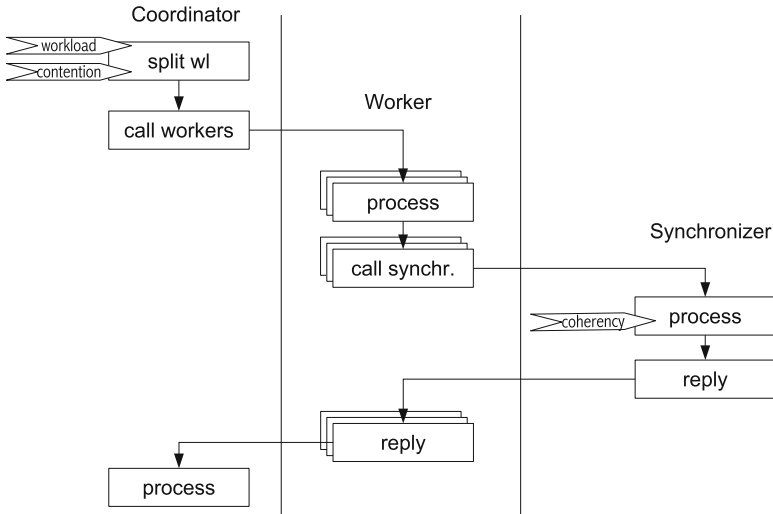 Coordinator
workload
split wl
contention
call workers
Worker
process
Synchronizer
call synchr.
process
coherency
reply
reply
process